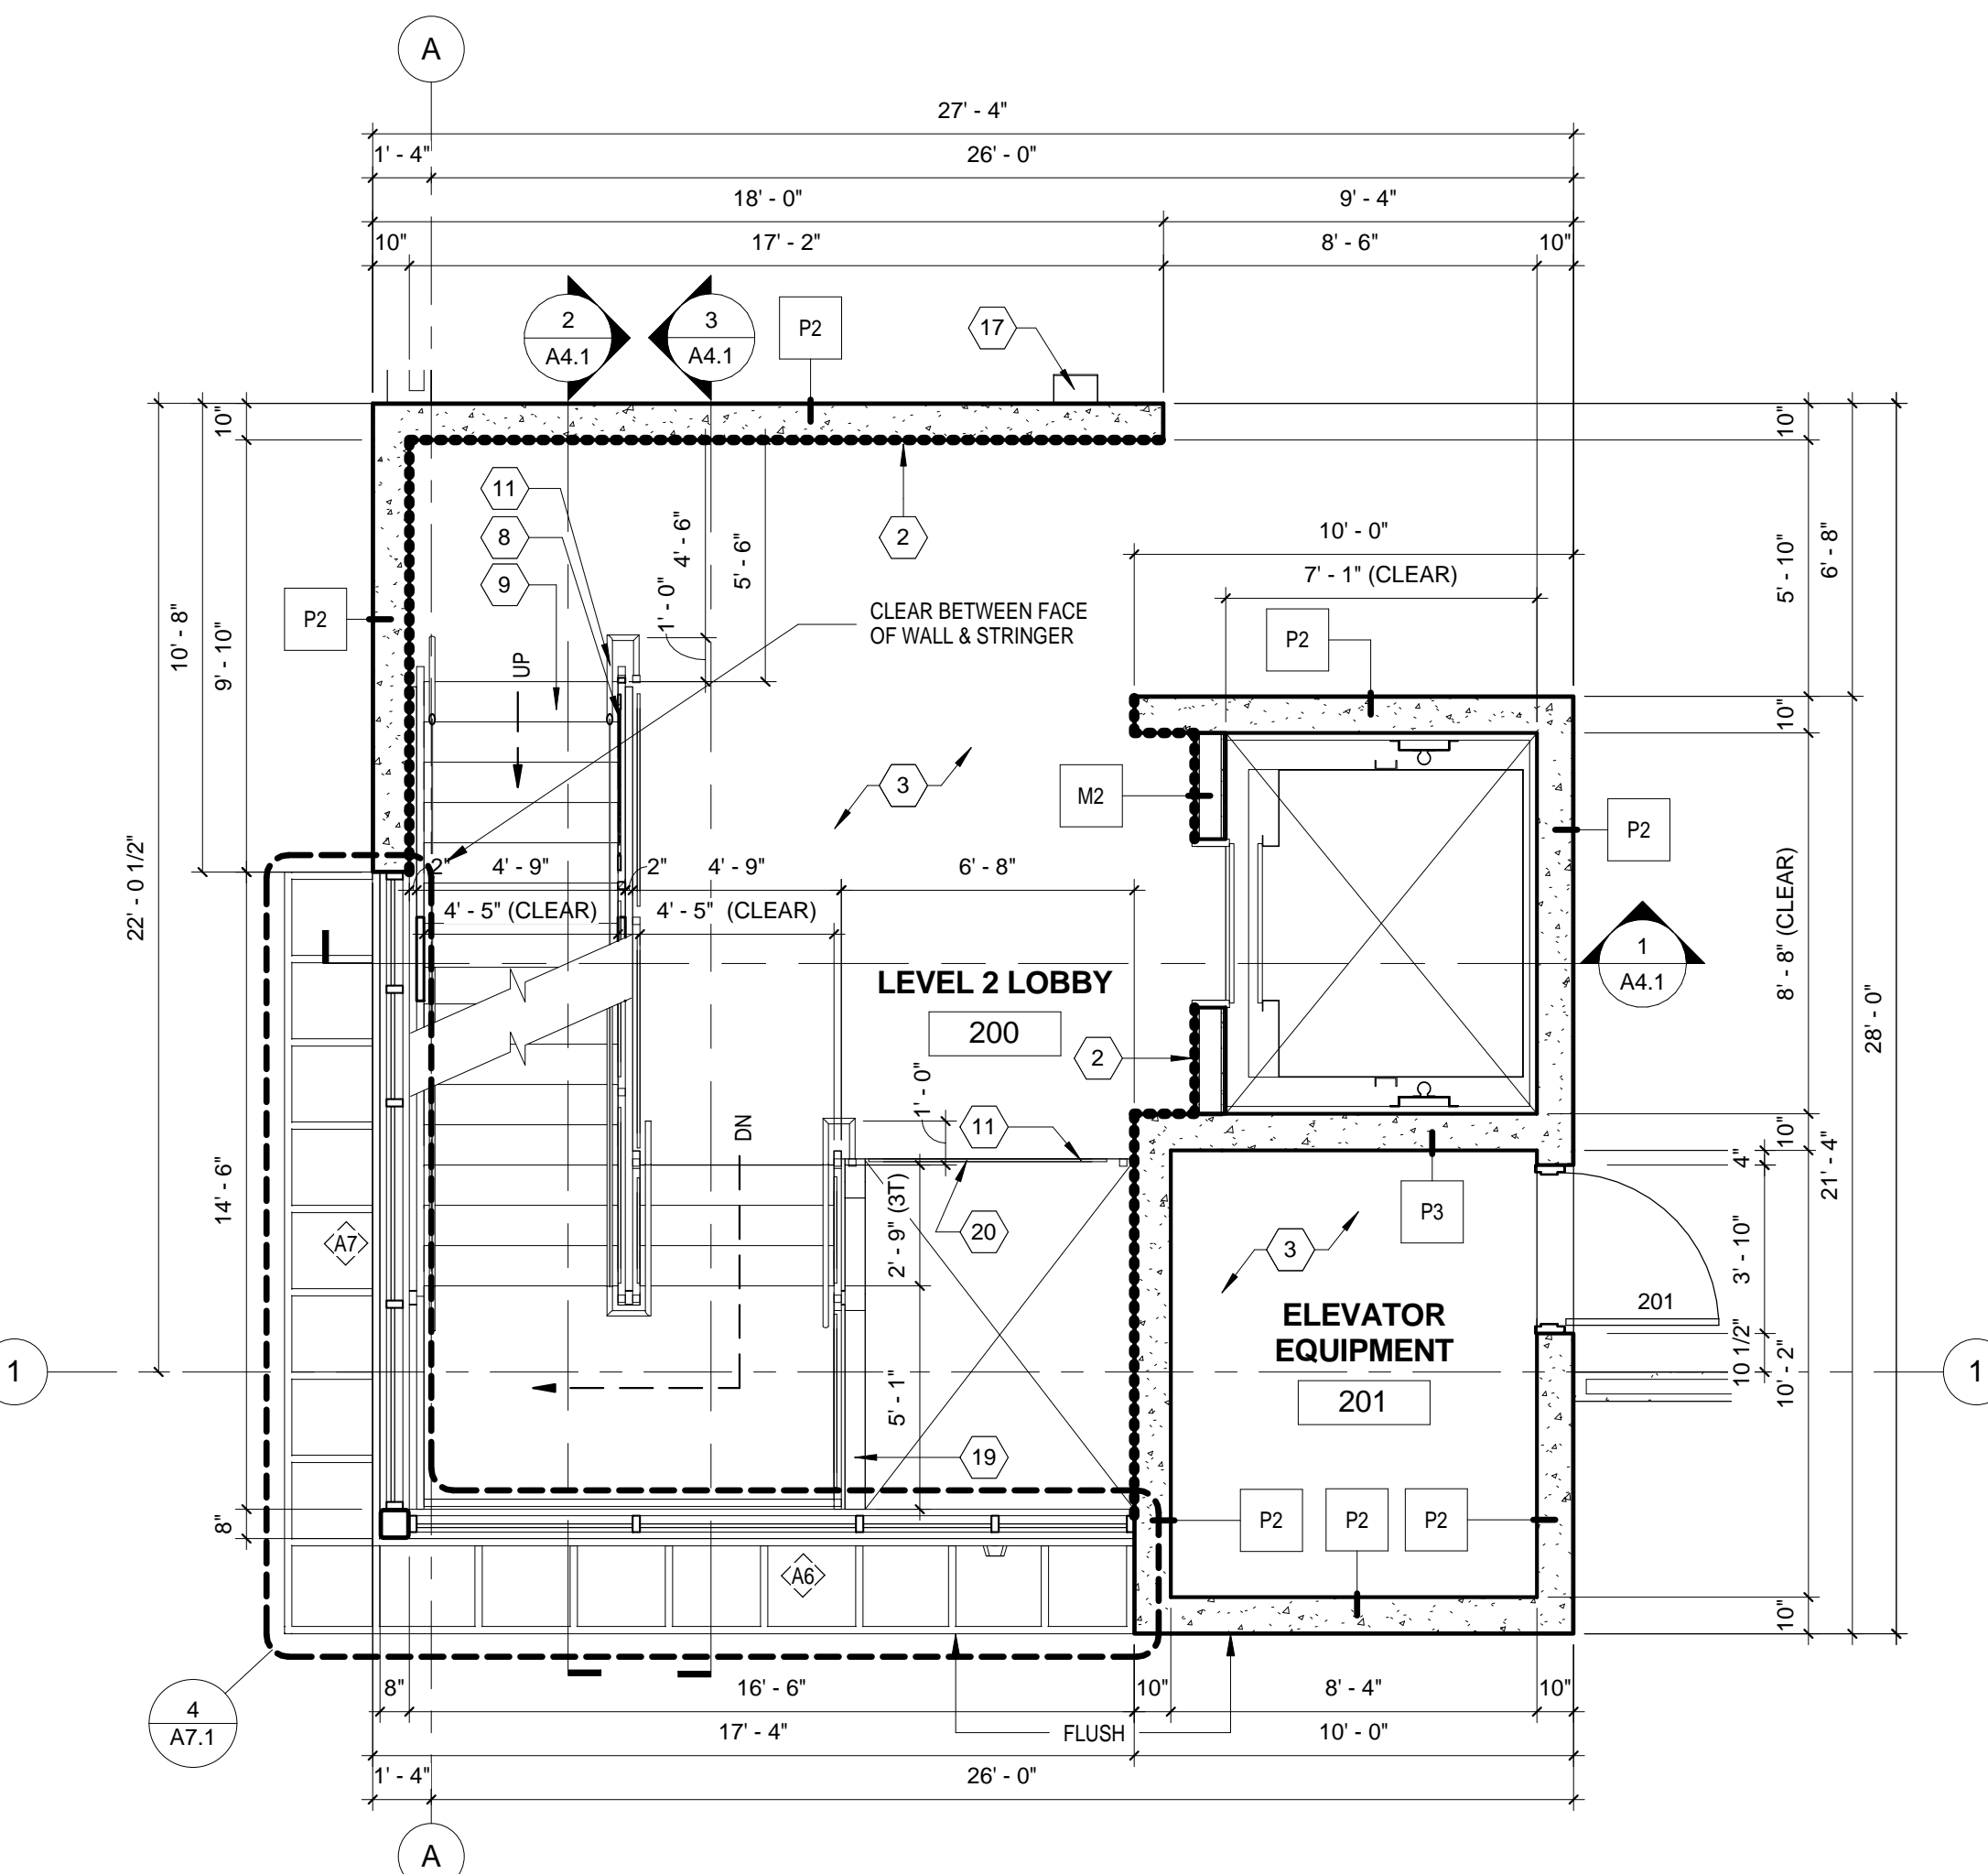 A
27' - 4"
1' - 4"
26' - 0"
18' - 0"
9' - 4"
10"
17' - 2"
8' - 6"
10"
2
A4.1
3
A4.1
P2
17
10"
10"
11
8
9
4' - 6"
5' - 6"
1' - 0"
2
10' - 0"
7' - 1" (CLEAR)
5' - 10"
6' - 8"
10' - 8"
9' - 10"
P2
CLEAR BETWEEN FACE
OF WALL & STRINGER
P2
UP
10"
3
M2
P2
22' - 0 1/2"
2"
4' - 9"
2"
4' - 9"
6' - 8"
4' - 5" (CLEAR)
4' - 5" (CLEAR)
8' - 8" (CLEAR)
1
A4.1
LEVEL 2 LOBBY
200
28' - 0"
2
1' - 0"
11
DN
10"
4"
21' - 4"
14' - 6"
2' - 9" (3T)
P3
A7
20
3
3' - 10"
ELEVATOR
EQUIPMENT
201
201
1
10 1/2"
10' - 2"
1
5' - 1"
19
8"
P2
P2
P2
A6
10"
4
A7.1
8"
16' - 6"
10"
8' - 4"
10"
17' - 4"
FLUSH
10' - 0"
1' - 4"
26' - 0"
A